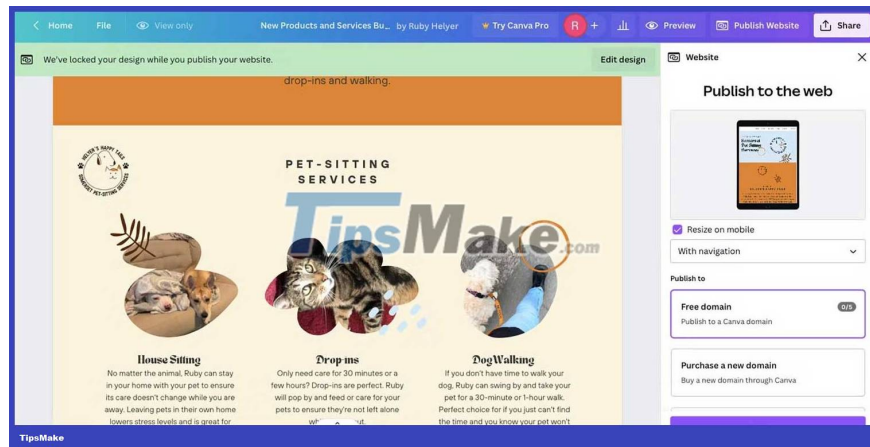 Home File View only New Products and Services Bu... by Ruby Helyer Try Canva Pro R + Preview Publish Website Share
We've locked your design while you publish your website. Edit design
Website
Publish to the web
drop-ins and walking.
HELYER'S HAPPY TAILS
SOMERSET PET-SITTING SERVICES
PET-SITTING
SERVICES
TipsMake.com
House Sitting
No matter the animal, Ruby can stay
in your home with your pet to ensure
its care doesn't change while you are
away. Leaving pets in their own home
lowers stress levels and is great for
Drop-ins
Only need care for 30 minutes or a
few hours? Drop-ins are perfect. Ruby
will pop by and feed or care for your
pets to ensure they're not left alone
Dog Walking
If you don't have time to walk your
dog, Ruby can swing by and take your
pet for a 30-minute or 1-hour walk.
Perfect choice for if you just can't find
the time and you know your pet won't
Resize on mobile
With navigation
Publish to
Free domain 0/5
Publish to a Canva domain
Purchase a new domain
Buy a new domain through Canva
TipsMake